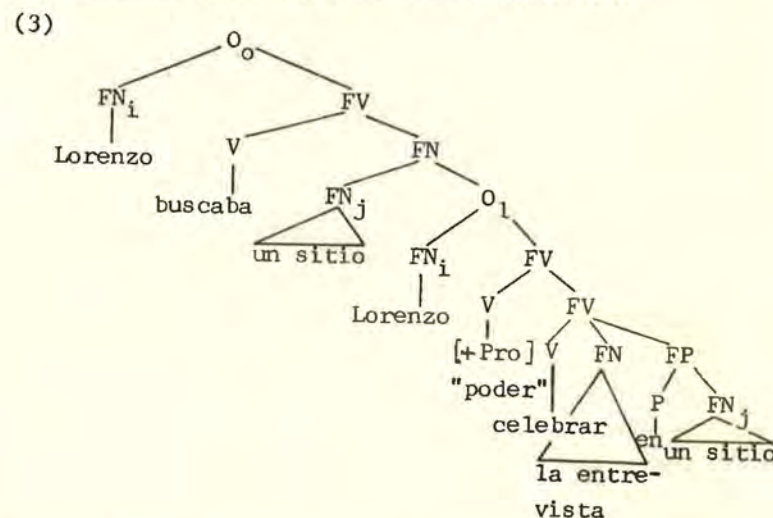 (3)
O₀
FNᵢ FV
Lorenzo V FN
buscaba FNⱼ O₁
un sitio FNᵢ FV
Lorenzo V FV
[+Pro] V FN FP
"poder" P FNⱼ
celebrar en un sitio
la entre-
vista